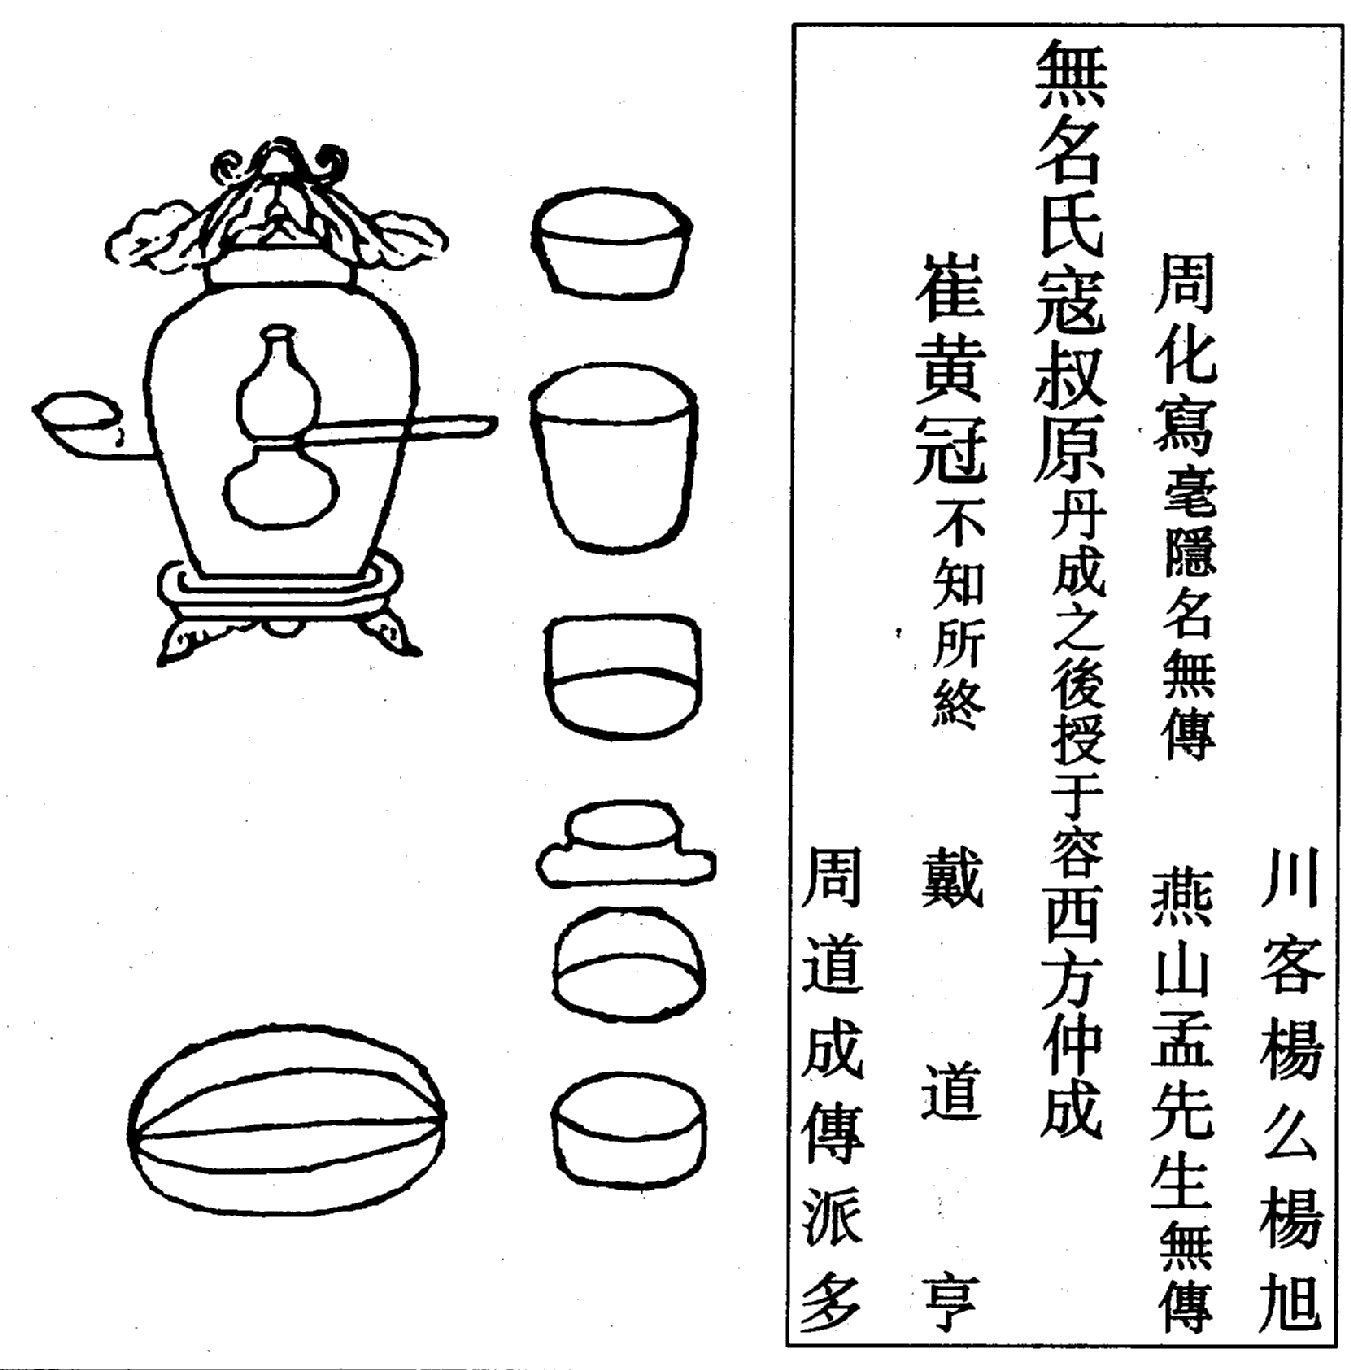 川客楊么楊旭
周化寫毫隱名無傳　燕山孟先生無傳
無名氏寇叔原丹成之後授于容西方仲成
崔黃冠不知所終　戴道亨
周道成傳派多